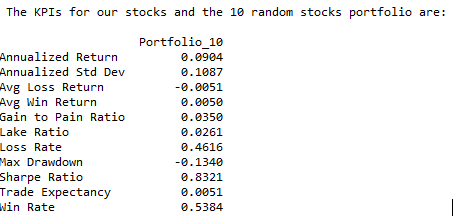 The KPIs for our stocks and the 10 random stocks portfolio are:
Portfolio_10
Annualized Return 0.0904
Annualized Std Dev 0.1087
Avg Loss Return -0.0051
Avg Win Return 0.0050
Gain to Pain Ratio 0.0350
Lake Ratio 0.0261
Loss Rate 0.4616
Max Drawdown -0.1340
Sharpe Ratio 0.8321
Trade Expectancy 0.0051
Win Rate 0.5384